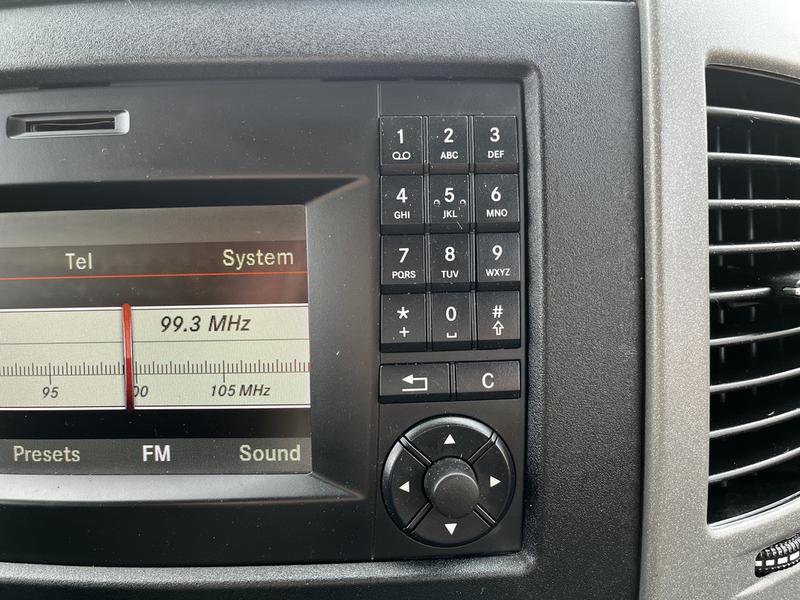 Tel System
99.3 MHz
95 00 105 MHz
Presets FM Sound
1 2 ABC 3 DEF
4 GHI 5 JKL 6 MNO
7 PQRS 8 TUV 9 WXYZ
* + 0 #
C